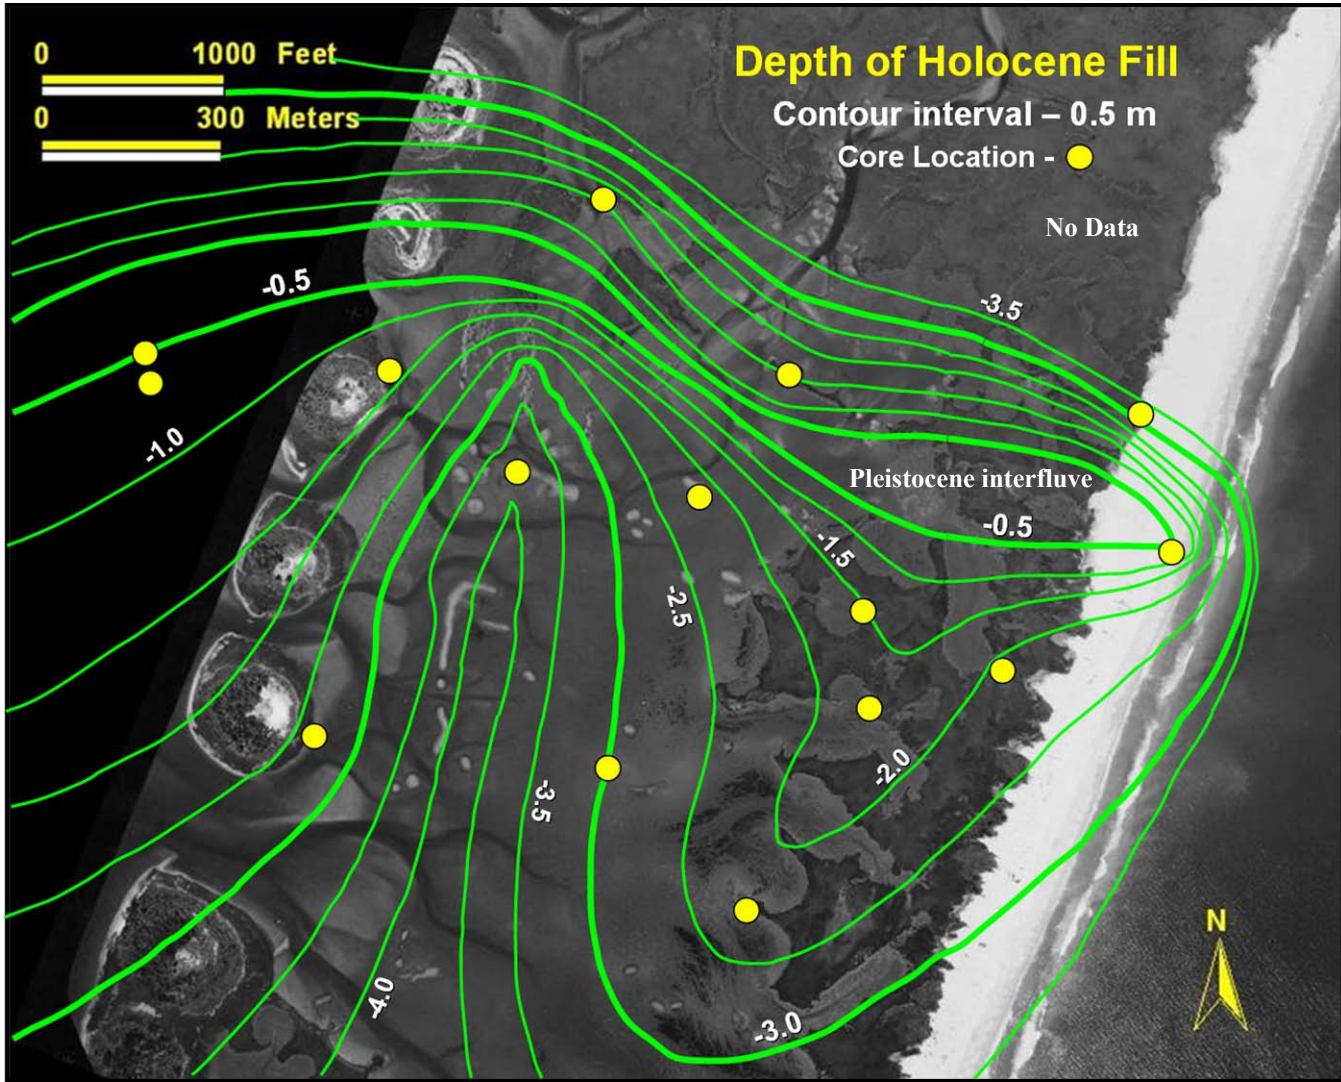 0 1000 Feet
0 300 Meters
Depth of Holocene Fill
Contour interval – 0.5 m
Core Location -
No Data
-0.5
-3.5
-1.0
Pleistocene interfluve
-0.5
-1.5
-2.5
-2.0
-3.5
-4.0
-3.0
N